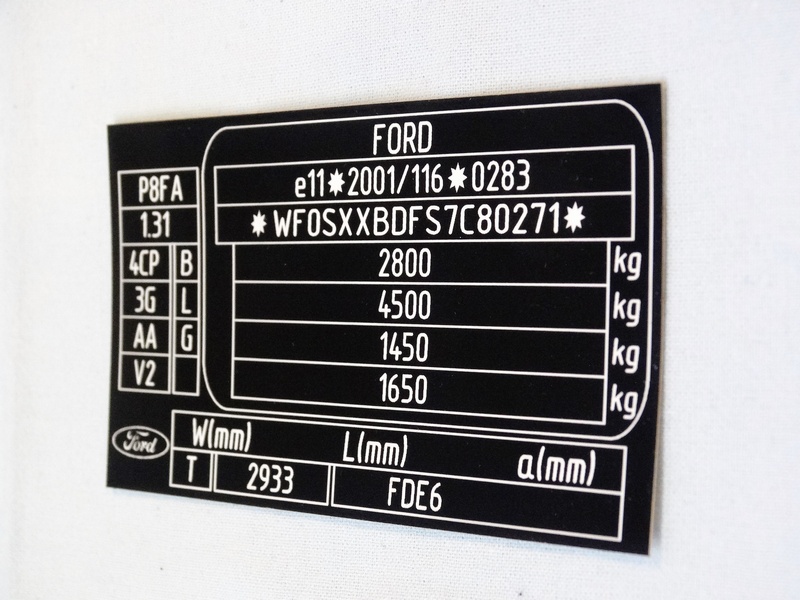 FORD
e11✷2001/116✷0283
✷WF0SXXBDFS7C80271✷
2800 kg
4500 kg
1450 kg
1650 kg
P8FA
1.31
4CP B
3G L
AA G
V2
Ford
W(mm) L(mm) a(mm)
T 2933 FDE6